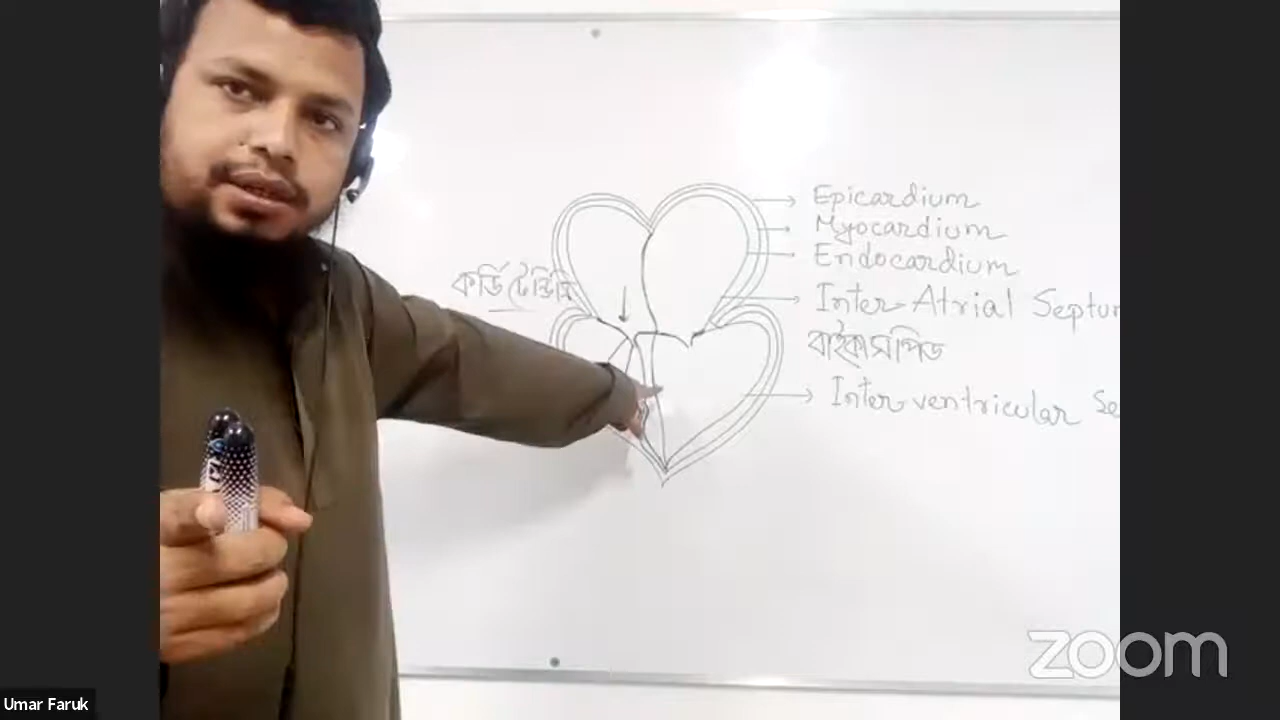 Epicardium
Myocardium
Endocardium
কর্ডি টেন্ডিনি
Inter-Atrial Septum
বাইকাসপিড
Inter-ventricular Se
zoom
Umar Faruk